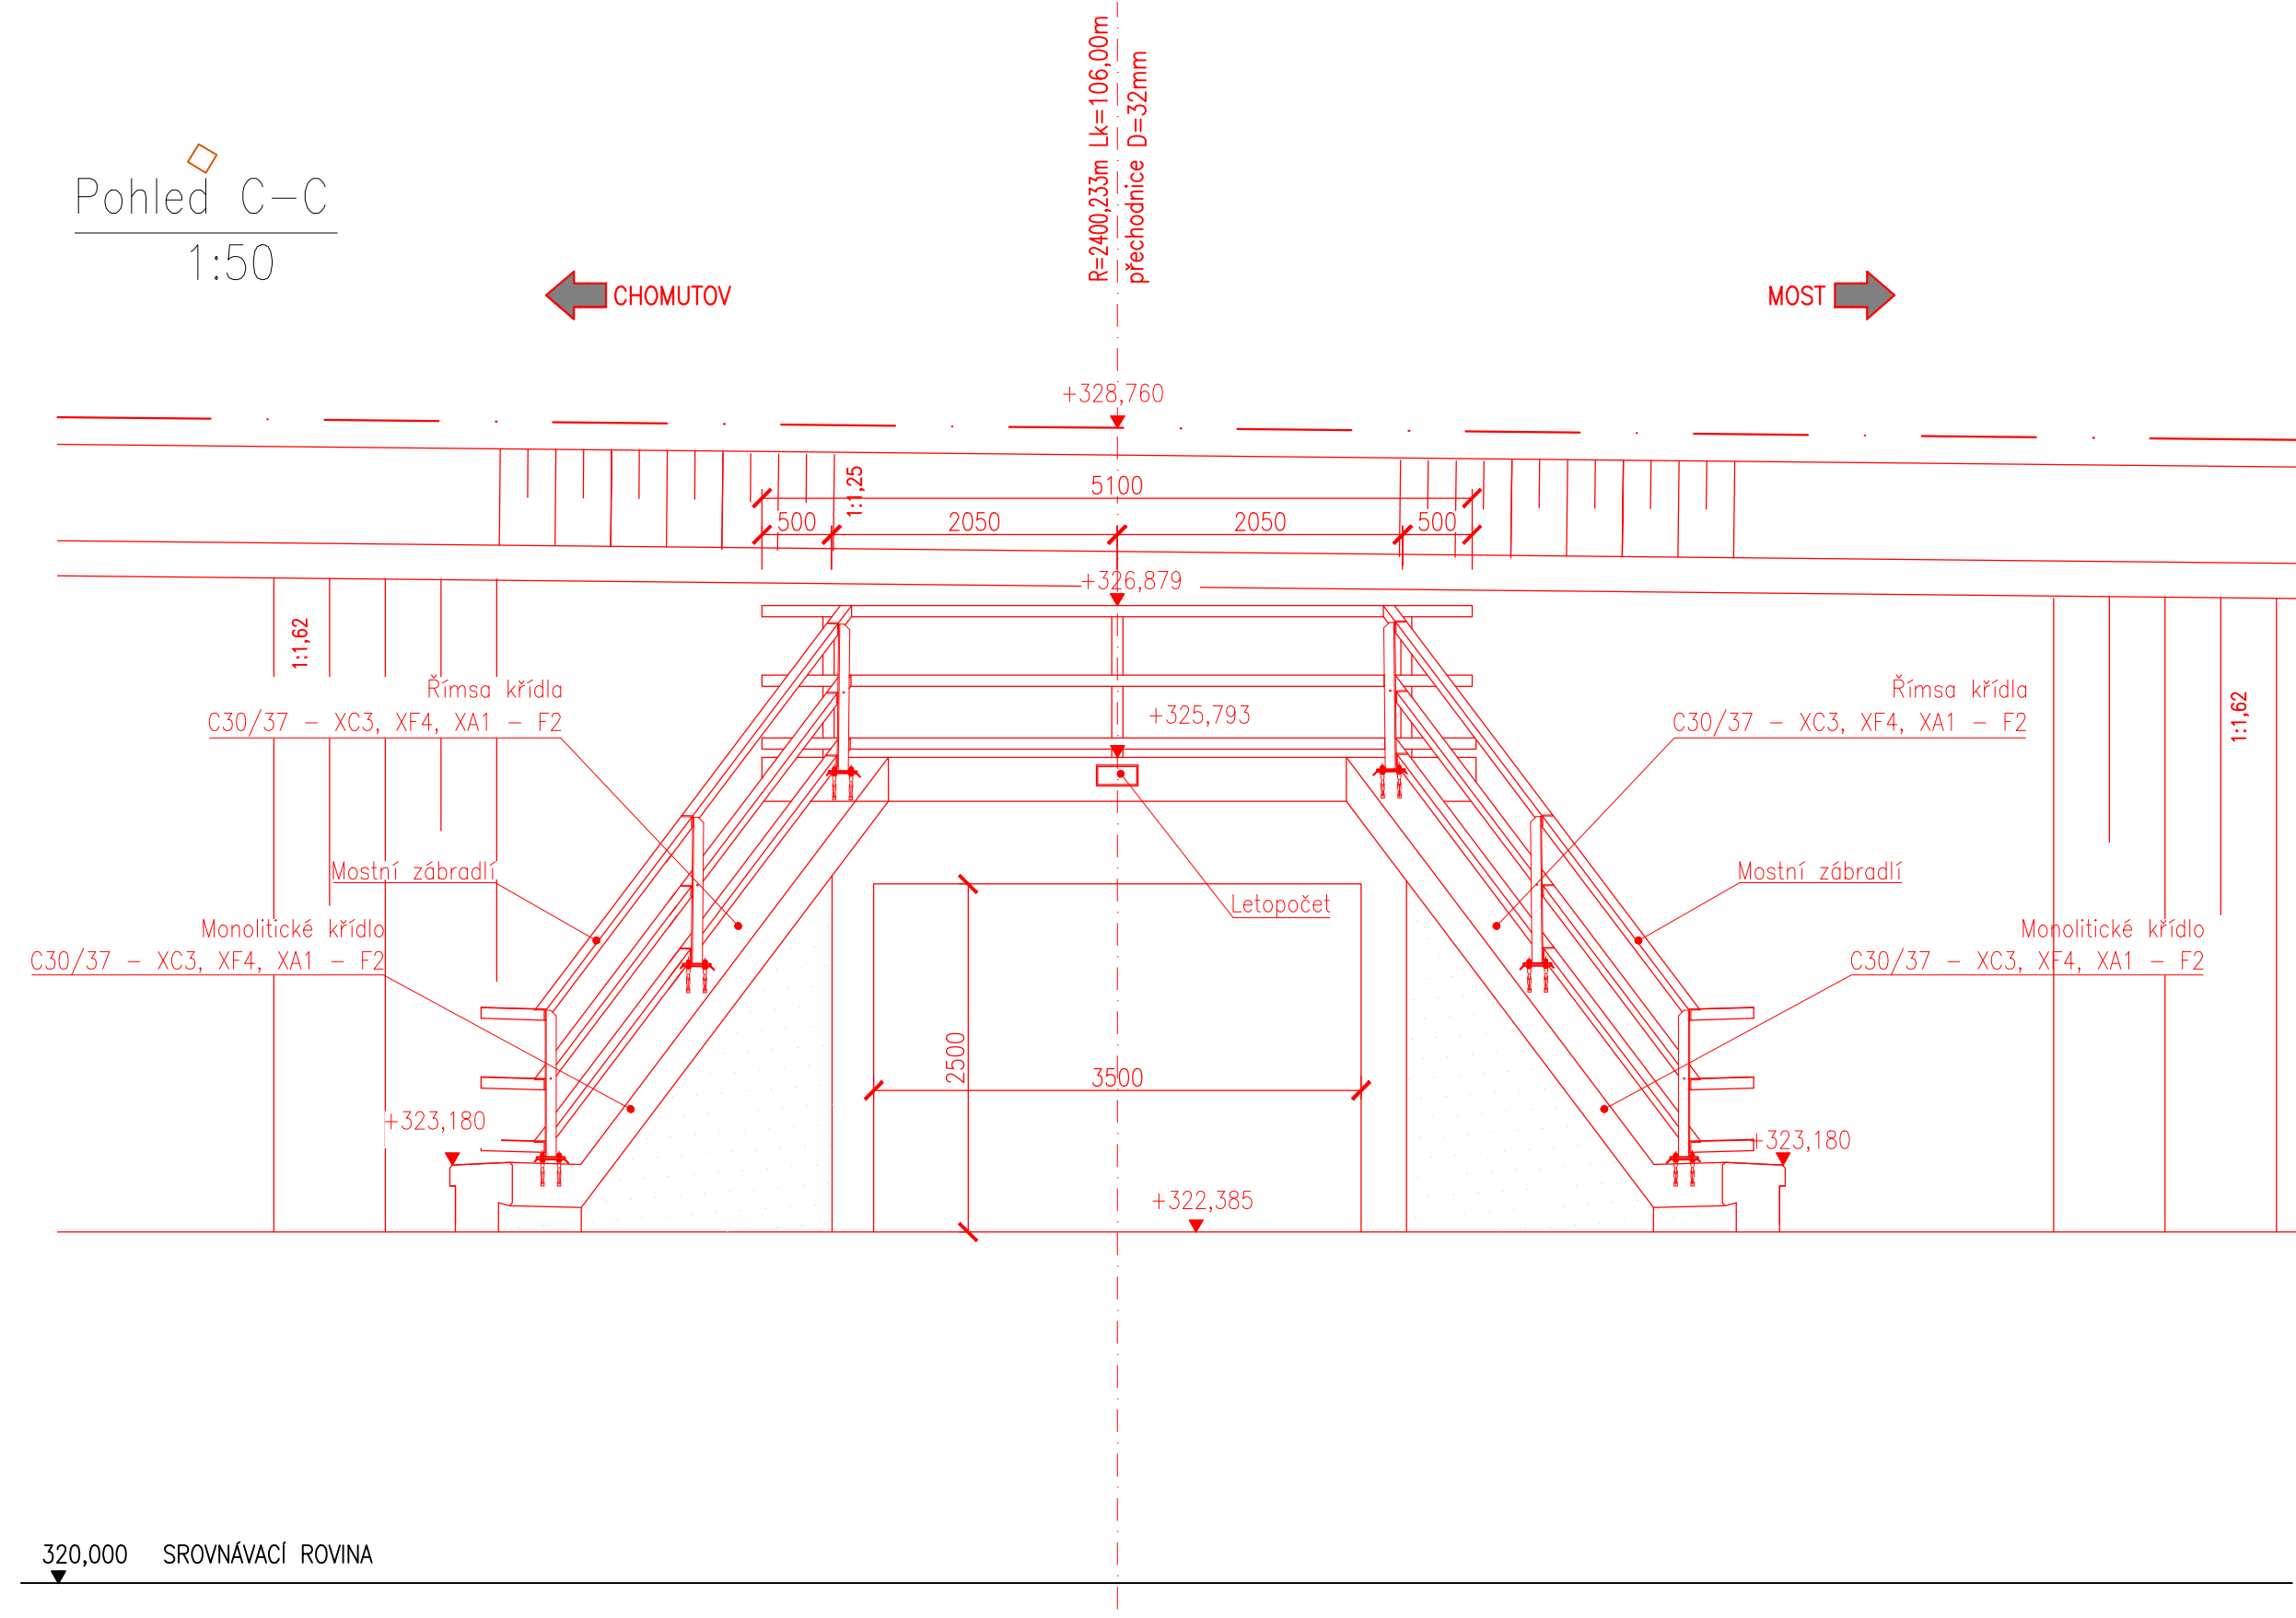 R=2400,233m Lk=106,00m
přechodnice D=32mm
Pohled C-C
1:50
CHOMUTOV
MOST
+328,760
1:1,25
5100
500
2050
2050
500
+326,879
1:1,62
Římsa křídla
C30/37 - XC3, XF4, XA1 - F2
+325,793
Římsa křídla
C30/37 - XC3, XF4, XA1 - F2
1:1,62
Mostní zábradlí
Letopočet
Mostní zábradlí
Monolitické křídlo
C30/37 - XC3, XF4, XA1 - F2
Monolitické křídlo
C30/37 - XC3, XF4, XA1 - F2
2500
3500
+323,180
+323,180
+322,385
320,000 SROVNÁVACÍ ROVINA